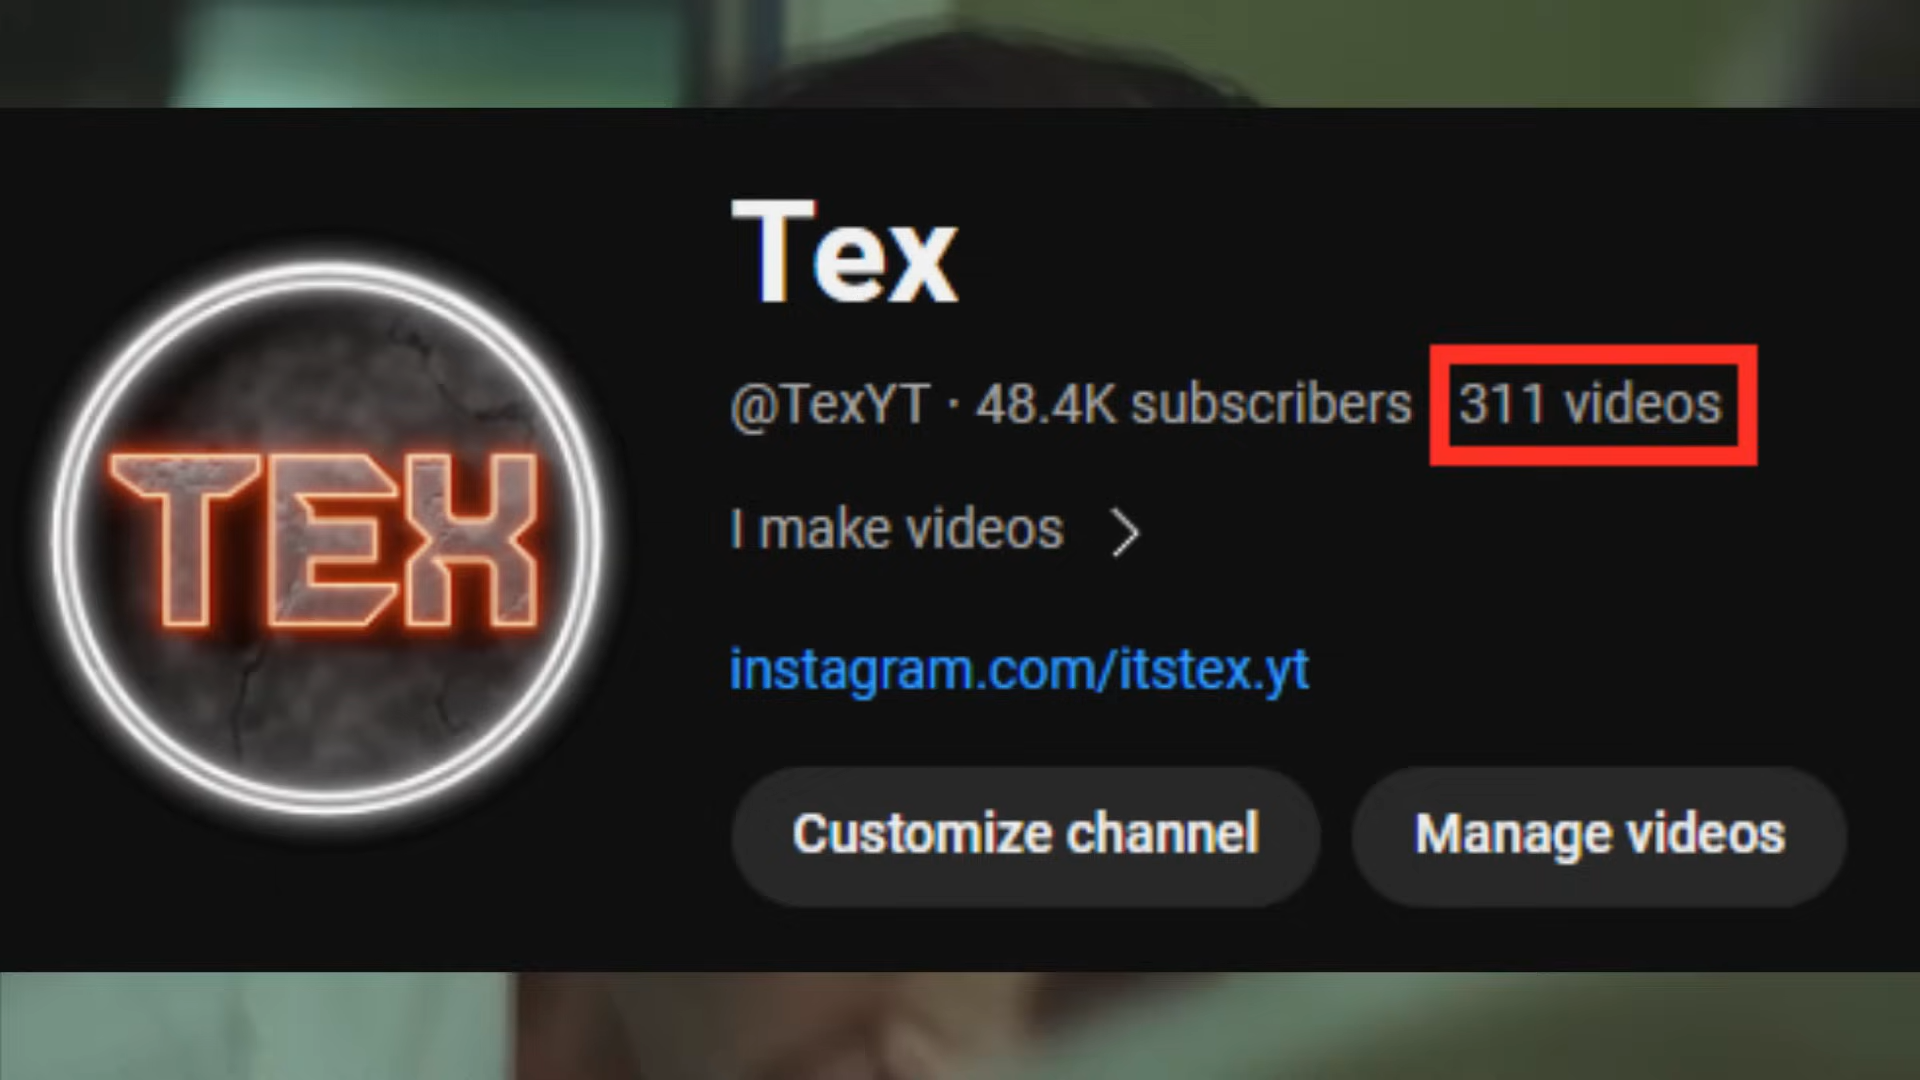 TEX
Tex
@TexYT · 48.4K subscribers 311 videos
I make videos
instagram.com/itstex.yt
Customize channel Manage videos